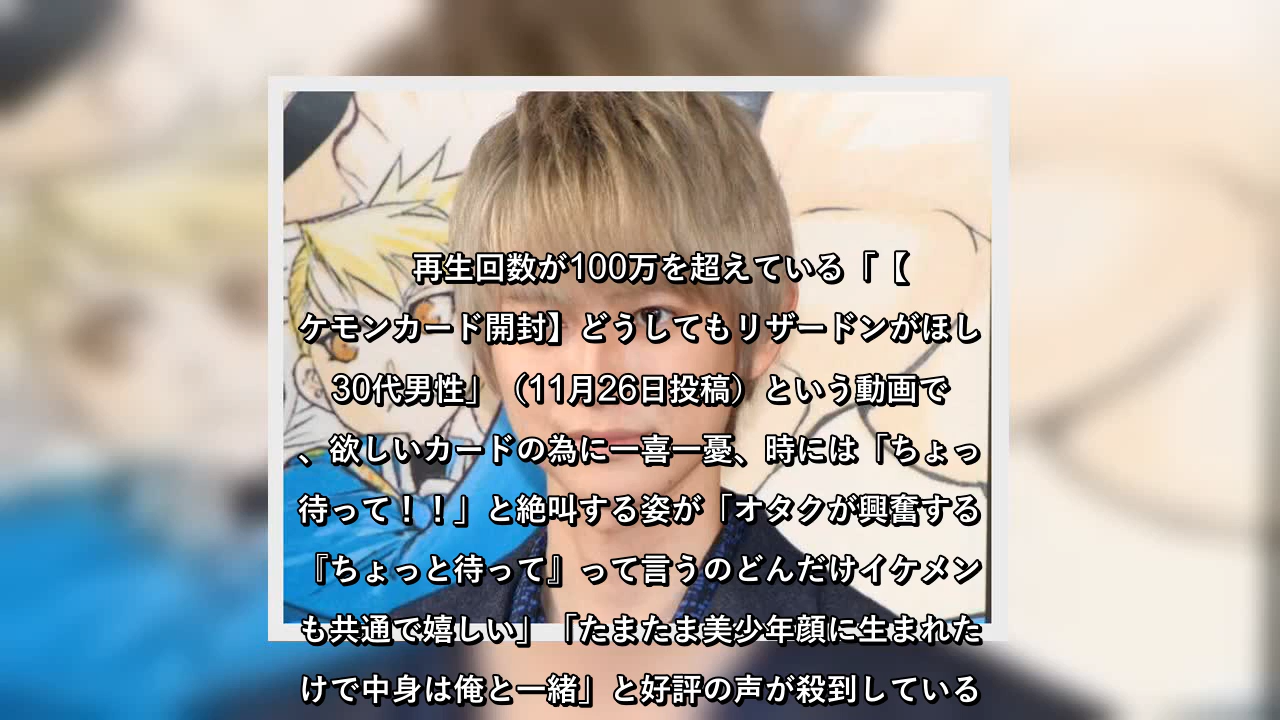 再生回数が100万を超えている「【
ケモンカード開封】どうしてもリザードンがほし
30代男性」（11月26日投稿）という動画で
、欲しいカードの為に一喜一憂、時には「ちょっ
待って！！」と絶叫する姿が「オタクが興奮する
『ちょっと待って』って言うのどんだけイケメン
も共通で嬉しい」「たまたま美少年顔に生まれた
けで中身は俺と一緒」と好評の声が殺到している